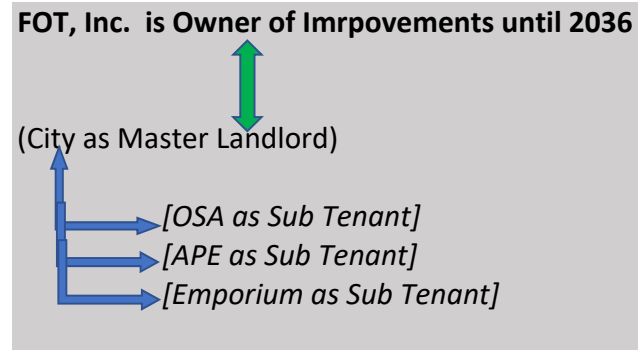 FOT, Inc.  is Owner of Imrpovements until 2036
(City as Master Landlord)
[OSA as Sub Tenant]
[APE as Sub Tenant]
[Emporium as Sub Tenant]